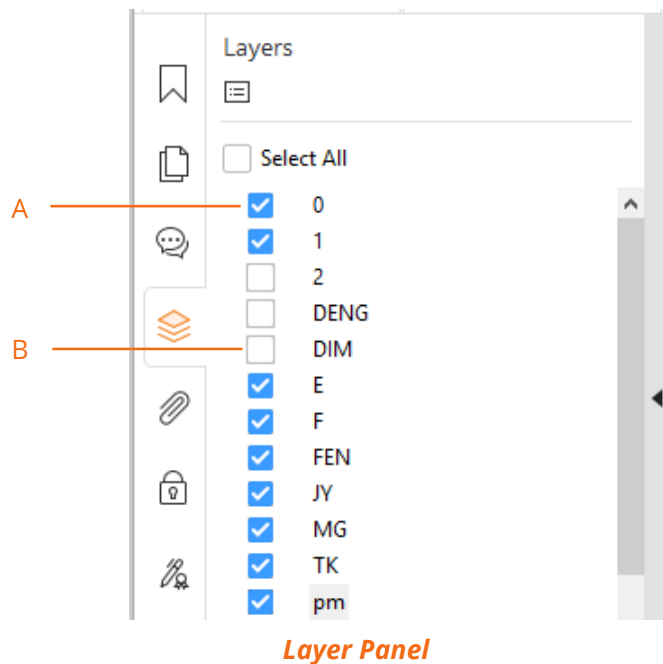 Layers
Select All
A
0
1
2
DENG
B
DIM
E
F
FEN
JY
MG
TK
pm
Layer Panel